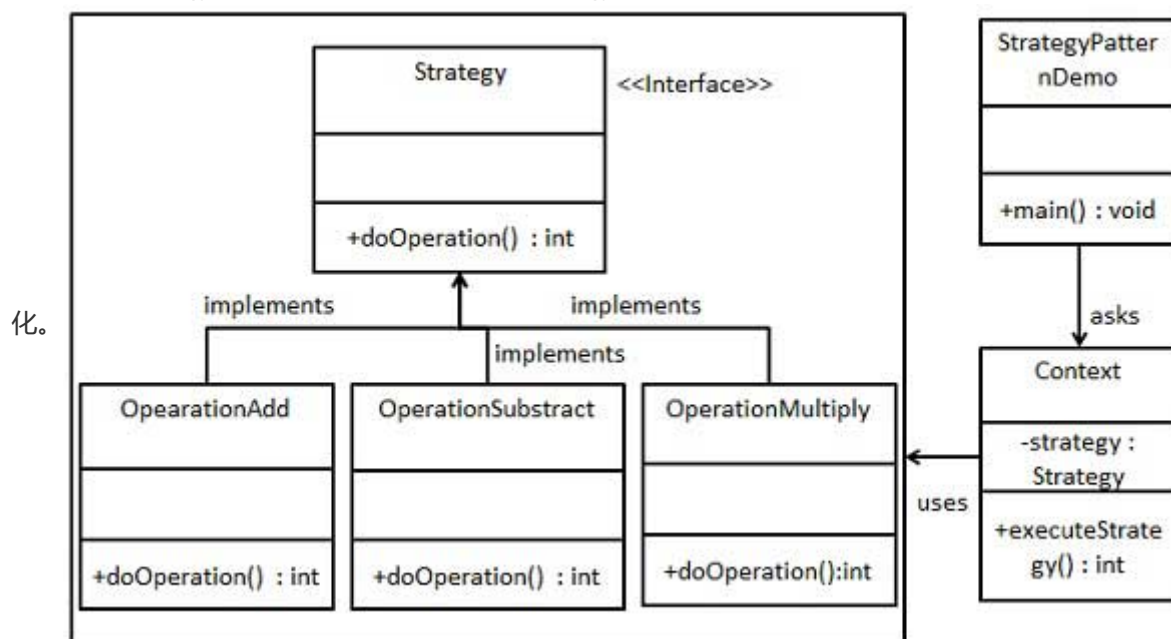 Strategy
<<Interface>>
+doOperation() : int
implements
implements
implements
OpearationAdd
+doOperation() : int
OperationSubstract
+doOperation() : int
OperationMultiply
+doOperation():int
StrategyPatter
nDemo
+main() : void
asks
Context
-strategy :
Strategy
+executeStrate
gy() : int
uses
化。